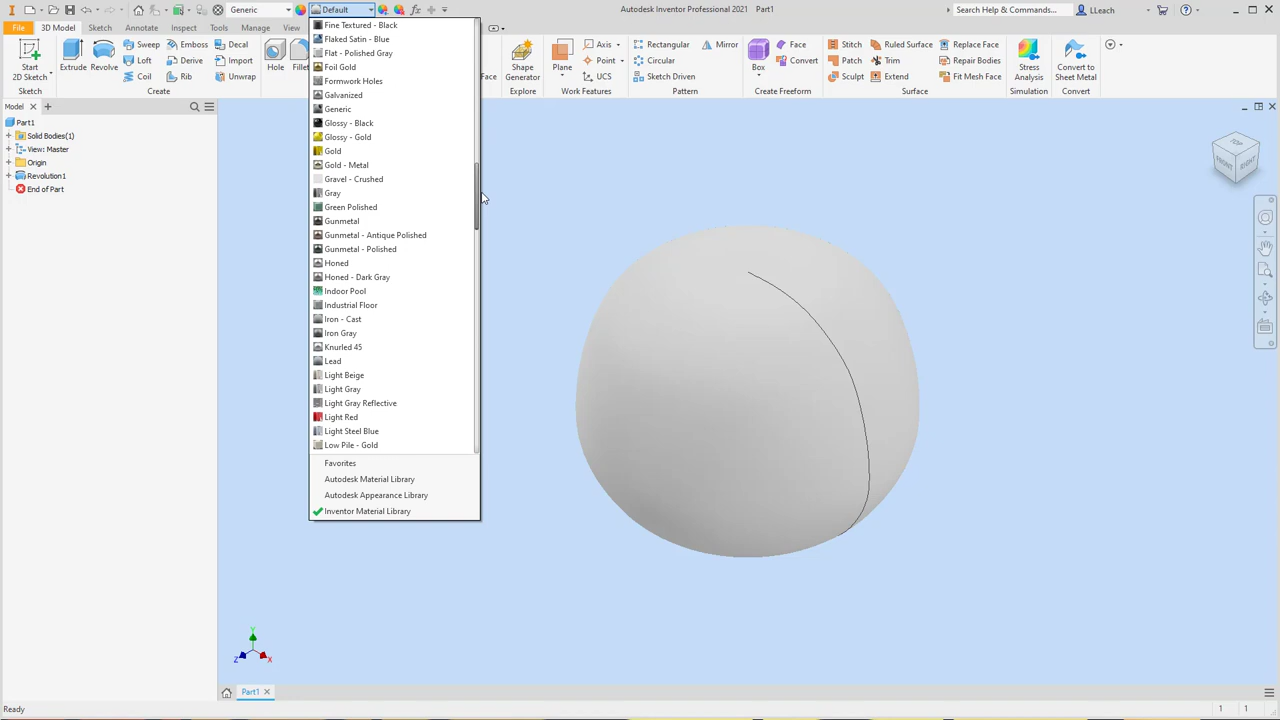 Generic
Default
Autodesk Inventor Professional 2021 Part1
Search Help & Commands...
Leach
File
3D Model
Sketch
Annotate
Inspect
Tools
Manage
View
Start
2D Sketch
Extrude
Revolve
Sweep
Loft
Coil
Emboss
Derive
Rib
Decal
Import
Unwrap
Hole
Fillet
Face
Shape
Generator
Plane
Axis
Point
UCS
Rectangular
Circular
Sketch Driven
Mirror
Box
Face
Convert
Stitch
Patch
Sculpt
Ruled Surface
Trim
Extend
Replace Face
Repair Bodies
Fit Mesh Face
Stress
Analysis
Convert to
Sheet Metal
Sketch
Create
Explore
Work Features
Pattern
Create Freeform
Surface
Simulation
Convert
Model
Part1
Solid Bodies(1)
View: Master
Origin
Revolution1
End of Part
Fine Textured - Black
Flaked Satin - Blue
Flat - Polished Gray
Foil Gold
Formwork Holes
Galvanized
Generic
Glossy - Black
Glossy - Gold
Gold
Gold - Metal
Gravel - Crushed
Gray
Green Polished
Gunmetal
Gunmetal - Antique Polished
Gunmetal - Polished
Honed
Honed - Dark Gray
Indoor Pool
Industrial Floor
Iron - Cast
Iron Gray
Knurled 45
Lead
Light Beige
Light Gray
Light Gray Reflective
Light Red
Light Steel Blue
Low Pile - Gold
Favorites
Autodesk Material Library
Autodesk Appearance Library
Inventor Material Library
TOP
Y
Z
X
Part1
Ready
1
1